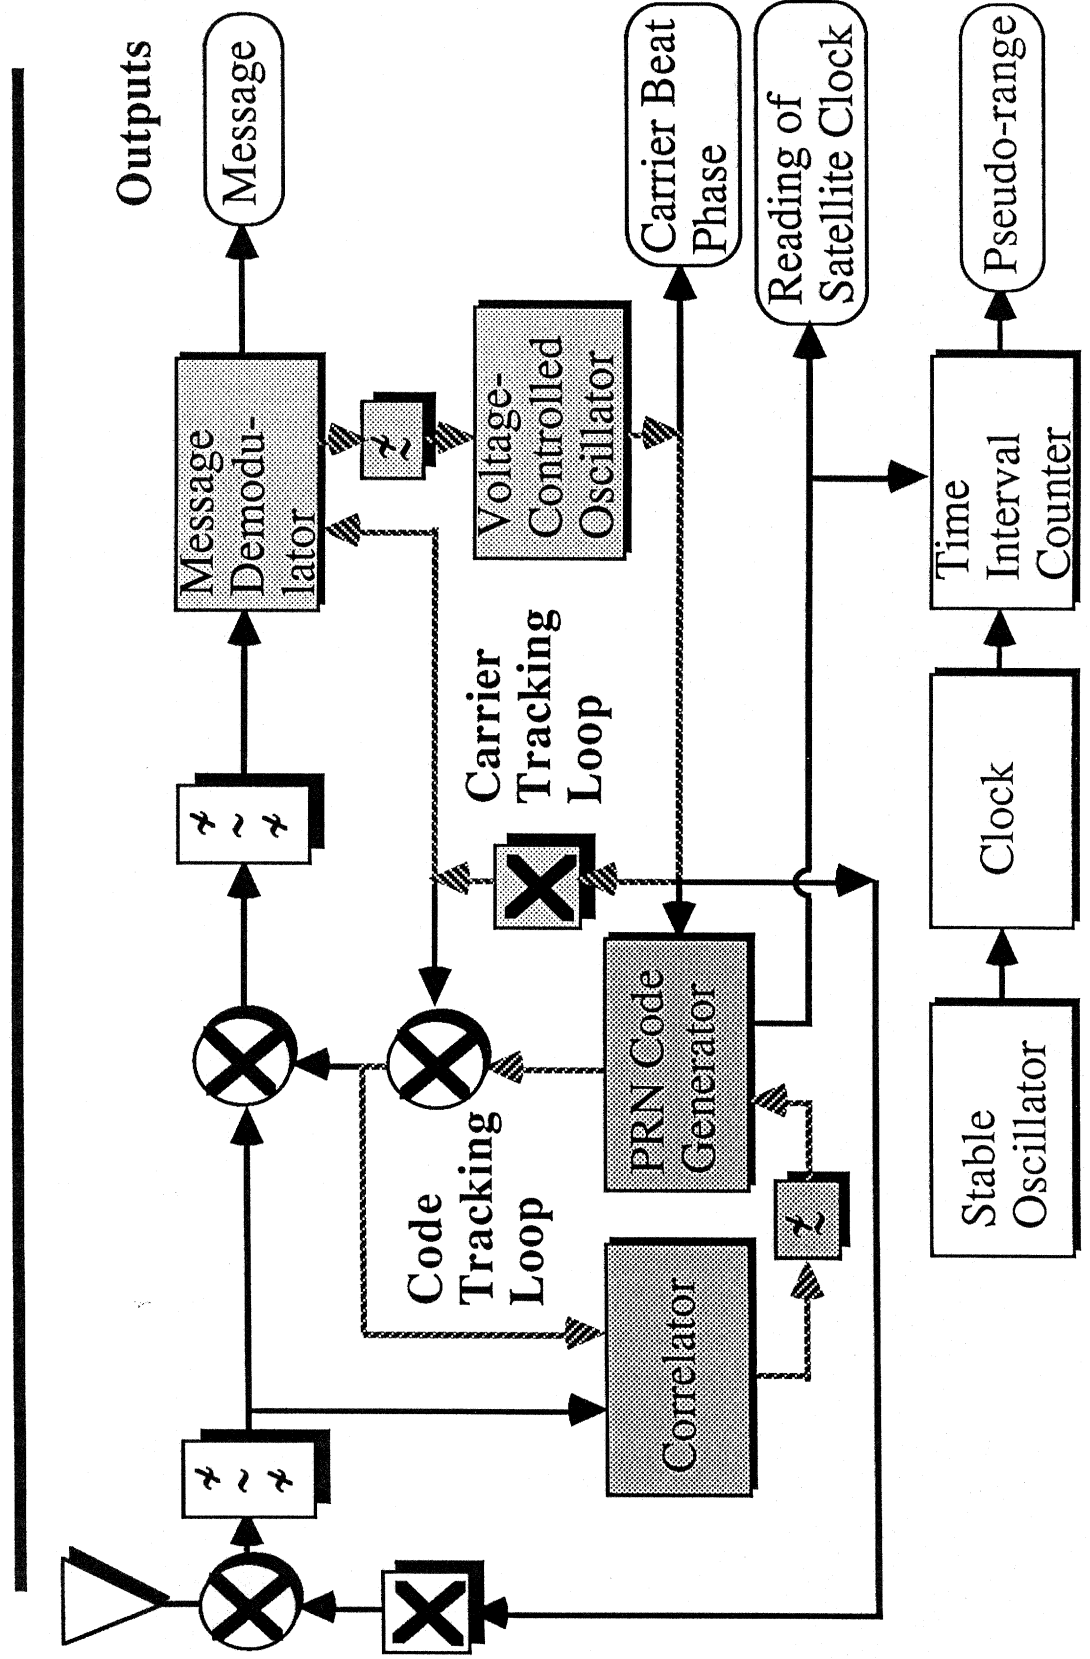 Outputs
Message
Message
Demodu-
lator
Voltage-
Controlled
Oscillator
Carrier Beat
Phase
Reading of
Satellite Clock
Pseudo-range
Carrier
Tracking
Loop
Code
Tracking
Loop
PRN Code
Generator
Correlator
Time
Interval
Counter
Clock
Stable
Oscillator